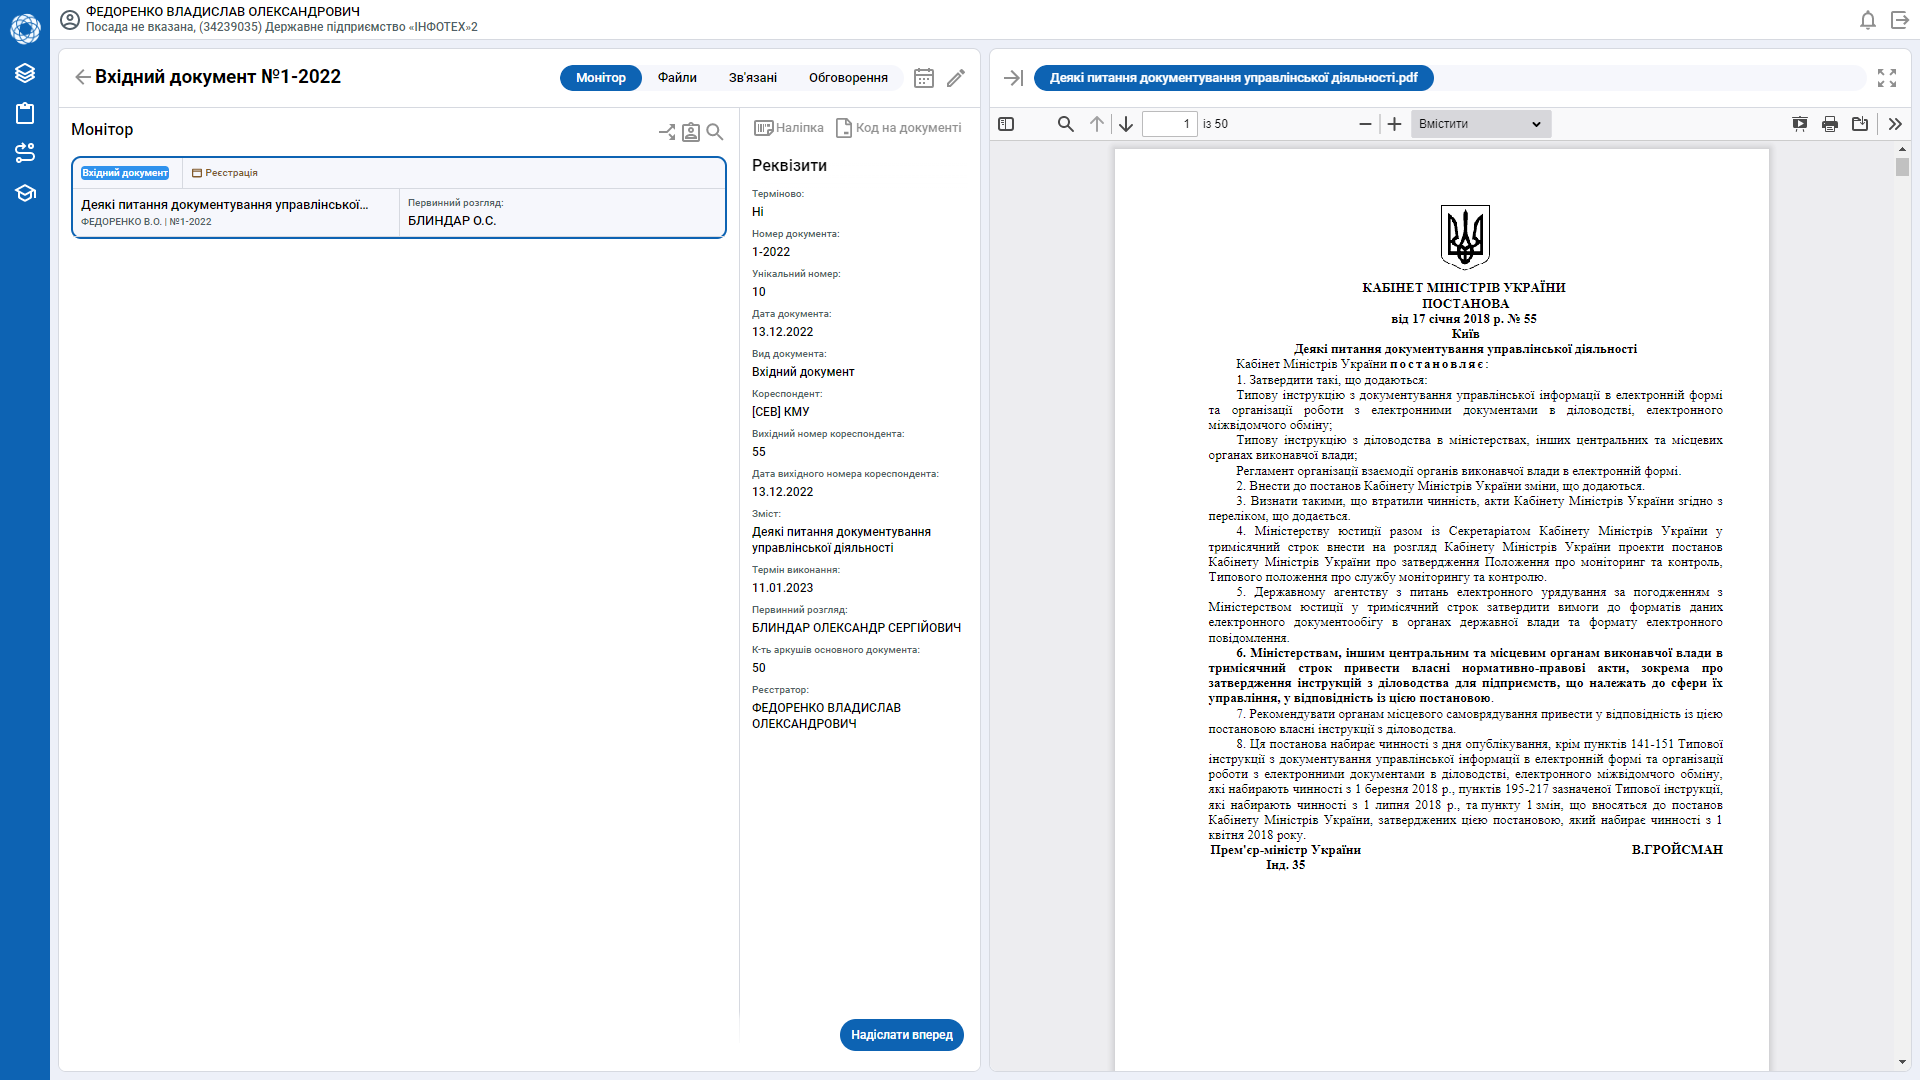 ФЕДОРЕНКО ВЛАДИСЛАВ ОЛЕКСАНДРОВИЧ
Посада не вказана, (34239035) Державне підприємство «ІНФОТЕХ»2
Вхідний документ №1-2022
Монітор
Файли
Зв'язані
Обговорення
Монітор
Вхідний документ
Реєстрація
Деякі питання документування управлінської...
ФЕДОРЕНКО В.О. | №1-2022
Первинний розгляд:
БЛИНДАР О.С.
Наліпка
Код на документі
Реквізити
Терміново:
Ні
Номер документа:
1-2022
Унікальний номер:
10
Дата документа:
13.12.2022
Вид документа:
Вхідний документ
Кореспондент:
[СЕВ] КМУ
Вихідний номер кореспондента:
55
Дата вихідного номера кореспондента:
13.12.2022
Зміст:
Деякі питання документування
управлінської діяльності
Термін виконання:
11.01.2023
Первинний розгляд:
БЛИНДАР ОЛЕКСАНДР СЕРГІЙОВИЧ
К-ть аркушів основного документа:
50
Реєстратор:
ФЕДОРЕНКО ВЛАДИСЛАВ
ОЛЕКСАНДРОВИЧ
Надіслати вперед
Деякі питання документування управлінської діяльності.pdf
1 із 50
Вмістити
КАБІНЕТ МІНІСТРІВ УКРАЇНИ
ПОСТАНОВА
від 17 січня 2018 р. № 55
Київ
Деякі питання документування управлінської діяльності
Кабінет Міністрів України постановляє:
1. Затвердити такі, що додаються:
Типову інструкцію з документування управлінської інформації в електронній формі
та організації роботи з електронними документами в діловодстві, електронного
міжвідомчого обміну;
Типову інструкцію з діловодства в міністерствах, інших центральних та місцевих
органах виконавчої влади;
Регламент організації взаємодії органів виконавчої влади в електронній формі.
2. Внести до постанов Кабінету Міністрів України зміни, що додаються.
3. Визнати такими, що втратили чинність, акти Кабінету Міністрів України згідно з
переліком, що додається.
4. Міністерству юстиції разом із Секретаріатом Кабінету Міністрів України у
тримісячний строк внести на розгляд Кабінету Міністрів України проекти постанов
Кабінету Міністрів України про затвердження Положення про моніторинг та контроль,
Типового положення про службу моніторингу та контролю.
5. Державному агентству з питань електронного урядування за погодженням з
Міністерством юстиції у тримісячний строк затвердити вимоги до форматів даних
електронного документообігу в органах державної влади та формату електронного
повідомлення.
6. Міністерствам, іншим центральним та місцевим органам виконавчої влади в
тримісячний строк привести власні нормативно-правові акти, зокрема про
затвердження інструкцій з діловодства для підприємств, що належать до сфери їх
управління, у відповідність із цією постановою.
7. Рекомендувати органам місцевого самоврядування привести у відповідність із цією
постановою власні інструкції з діловодства.
8. Ця постанова набирає чинності з дня опублікування, крім пунктів 141-151 Типової
інструкції з документування управлінської інформації в електронній формі та організації
роботи з електронними документами в діловодстві, електронного міжвідомчого обміну,
які набирають чинності з 1 березня 2018 р., пунктів 195-217 зазначеної Типової інструкції,
які набирають чинності з 1 липня 2018 р., та пункту 1 змін, що вносяться до постанов
Кабінету Міністрів України, затверджених цією постановою, який набирає чинності з 1
квітня 2018 року.
Прем'єр-міністр України В.ГРОЙСМАН
Інд. 35